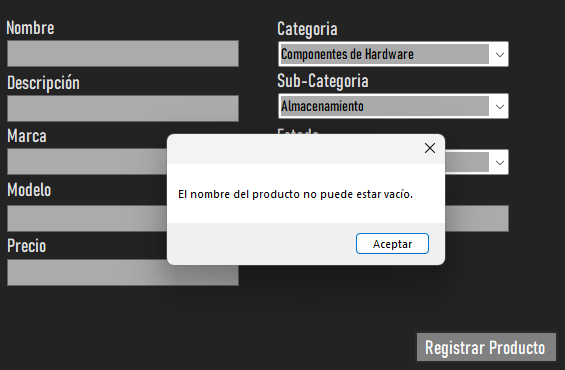 Nombre
Categoria
Componentes de Hardware
Descripción
Sub-Categoria
Almacenamiento
Marca
El nombre del producto no puede estar vacío.
Modelo
Aceptar
Precio
Registrar Producto